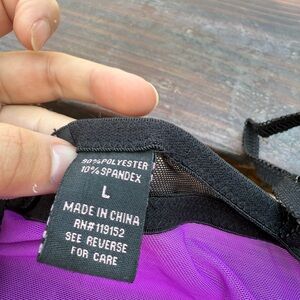 90%POLYESTER
10%SPANDEX
L
MADE IN CHINA
RN#119152
SEE REVERSE
FOR CARE